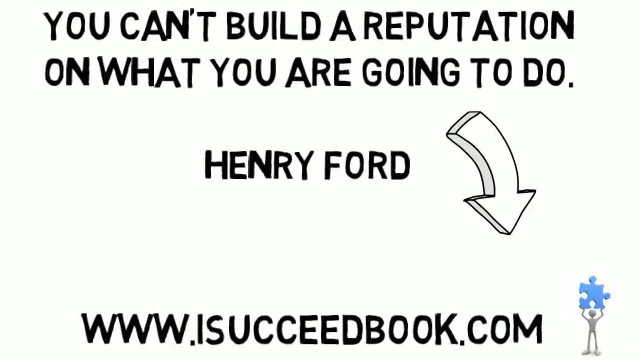 YOU CAN'T BUILD A REPUTATION
ON WHAT YOU ARE GOING TO DO.
HENRY FORD
WWW.ISUCCEEDBOOK.COM